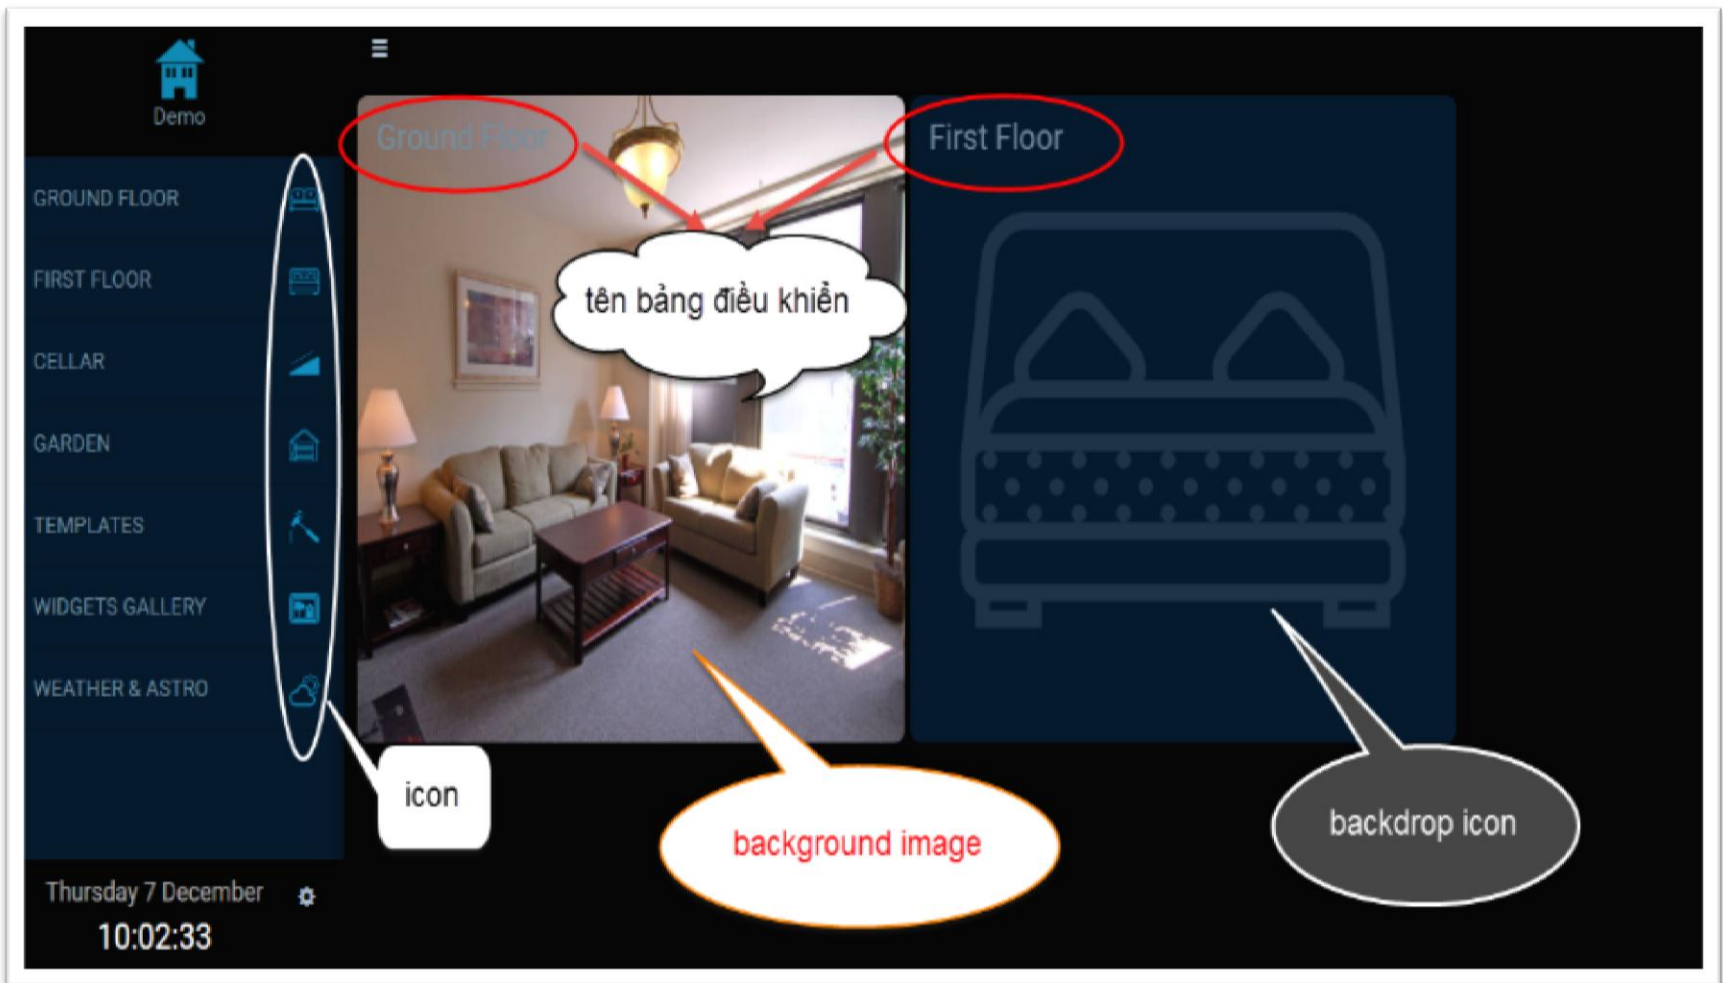 Demo
GROUND FLOOR
FIRST FLOOR
CELLAR
GARDEN
TEMPLATES
WIDGETS GALLERY
WEATHER & ASTRO
Thursday 7 December
10:02:33
Ground Floor
First Floor
tên bảng điều khiển
icon
background image
backdrop icon